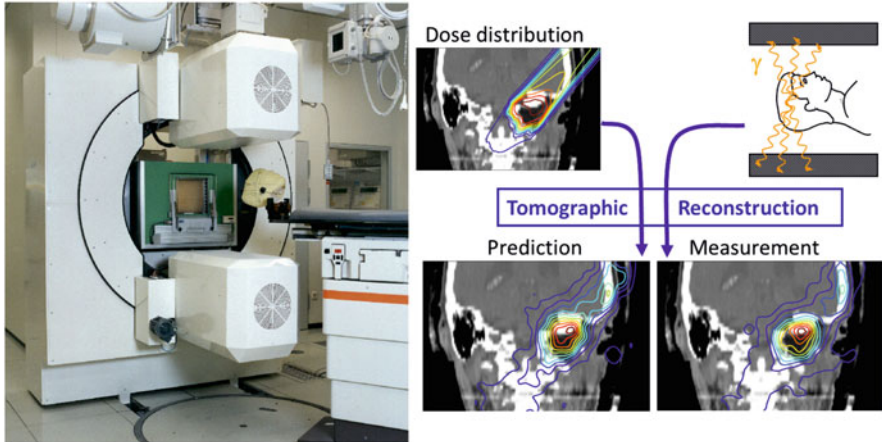 Dose distribution
γ
Tomographic Reconstruction
Prediction
Measurement